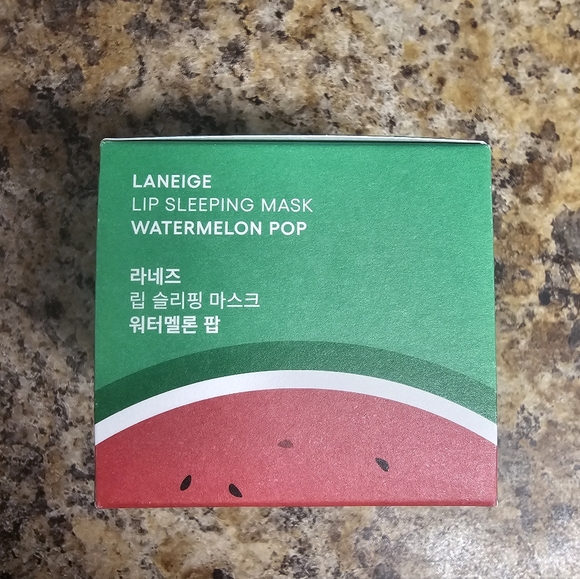 LANEIGE
LIP SLEEPING MASK
WATERMELON POP
라네즈
립 슬리핑 마스크
워터멜론 팝